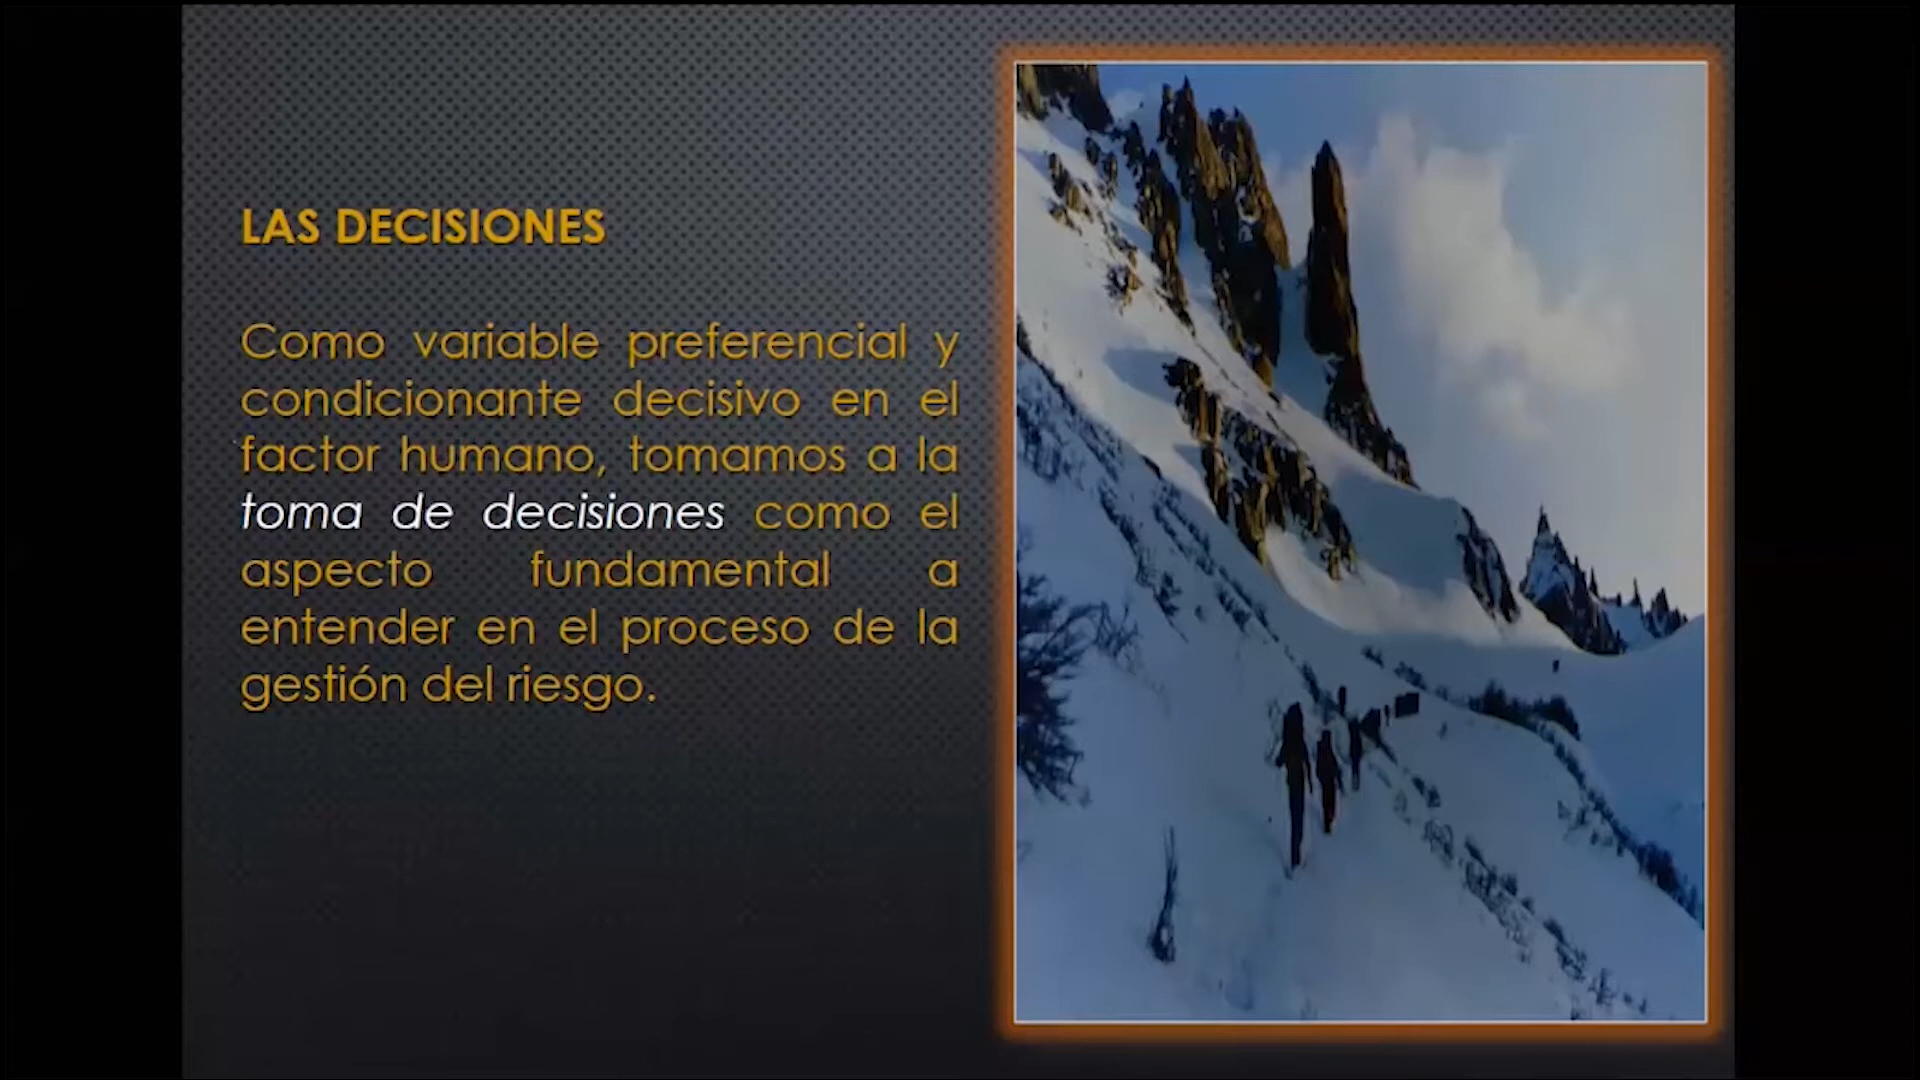 LAS DECISIONES
Como variable preferencial y
condicionante decisivo en el
factor humano, tomamos a la
toma de decisiones como el
aspecto fundamental a
entender en el proceso de la
gestión del riesgo.